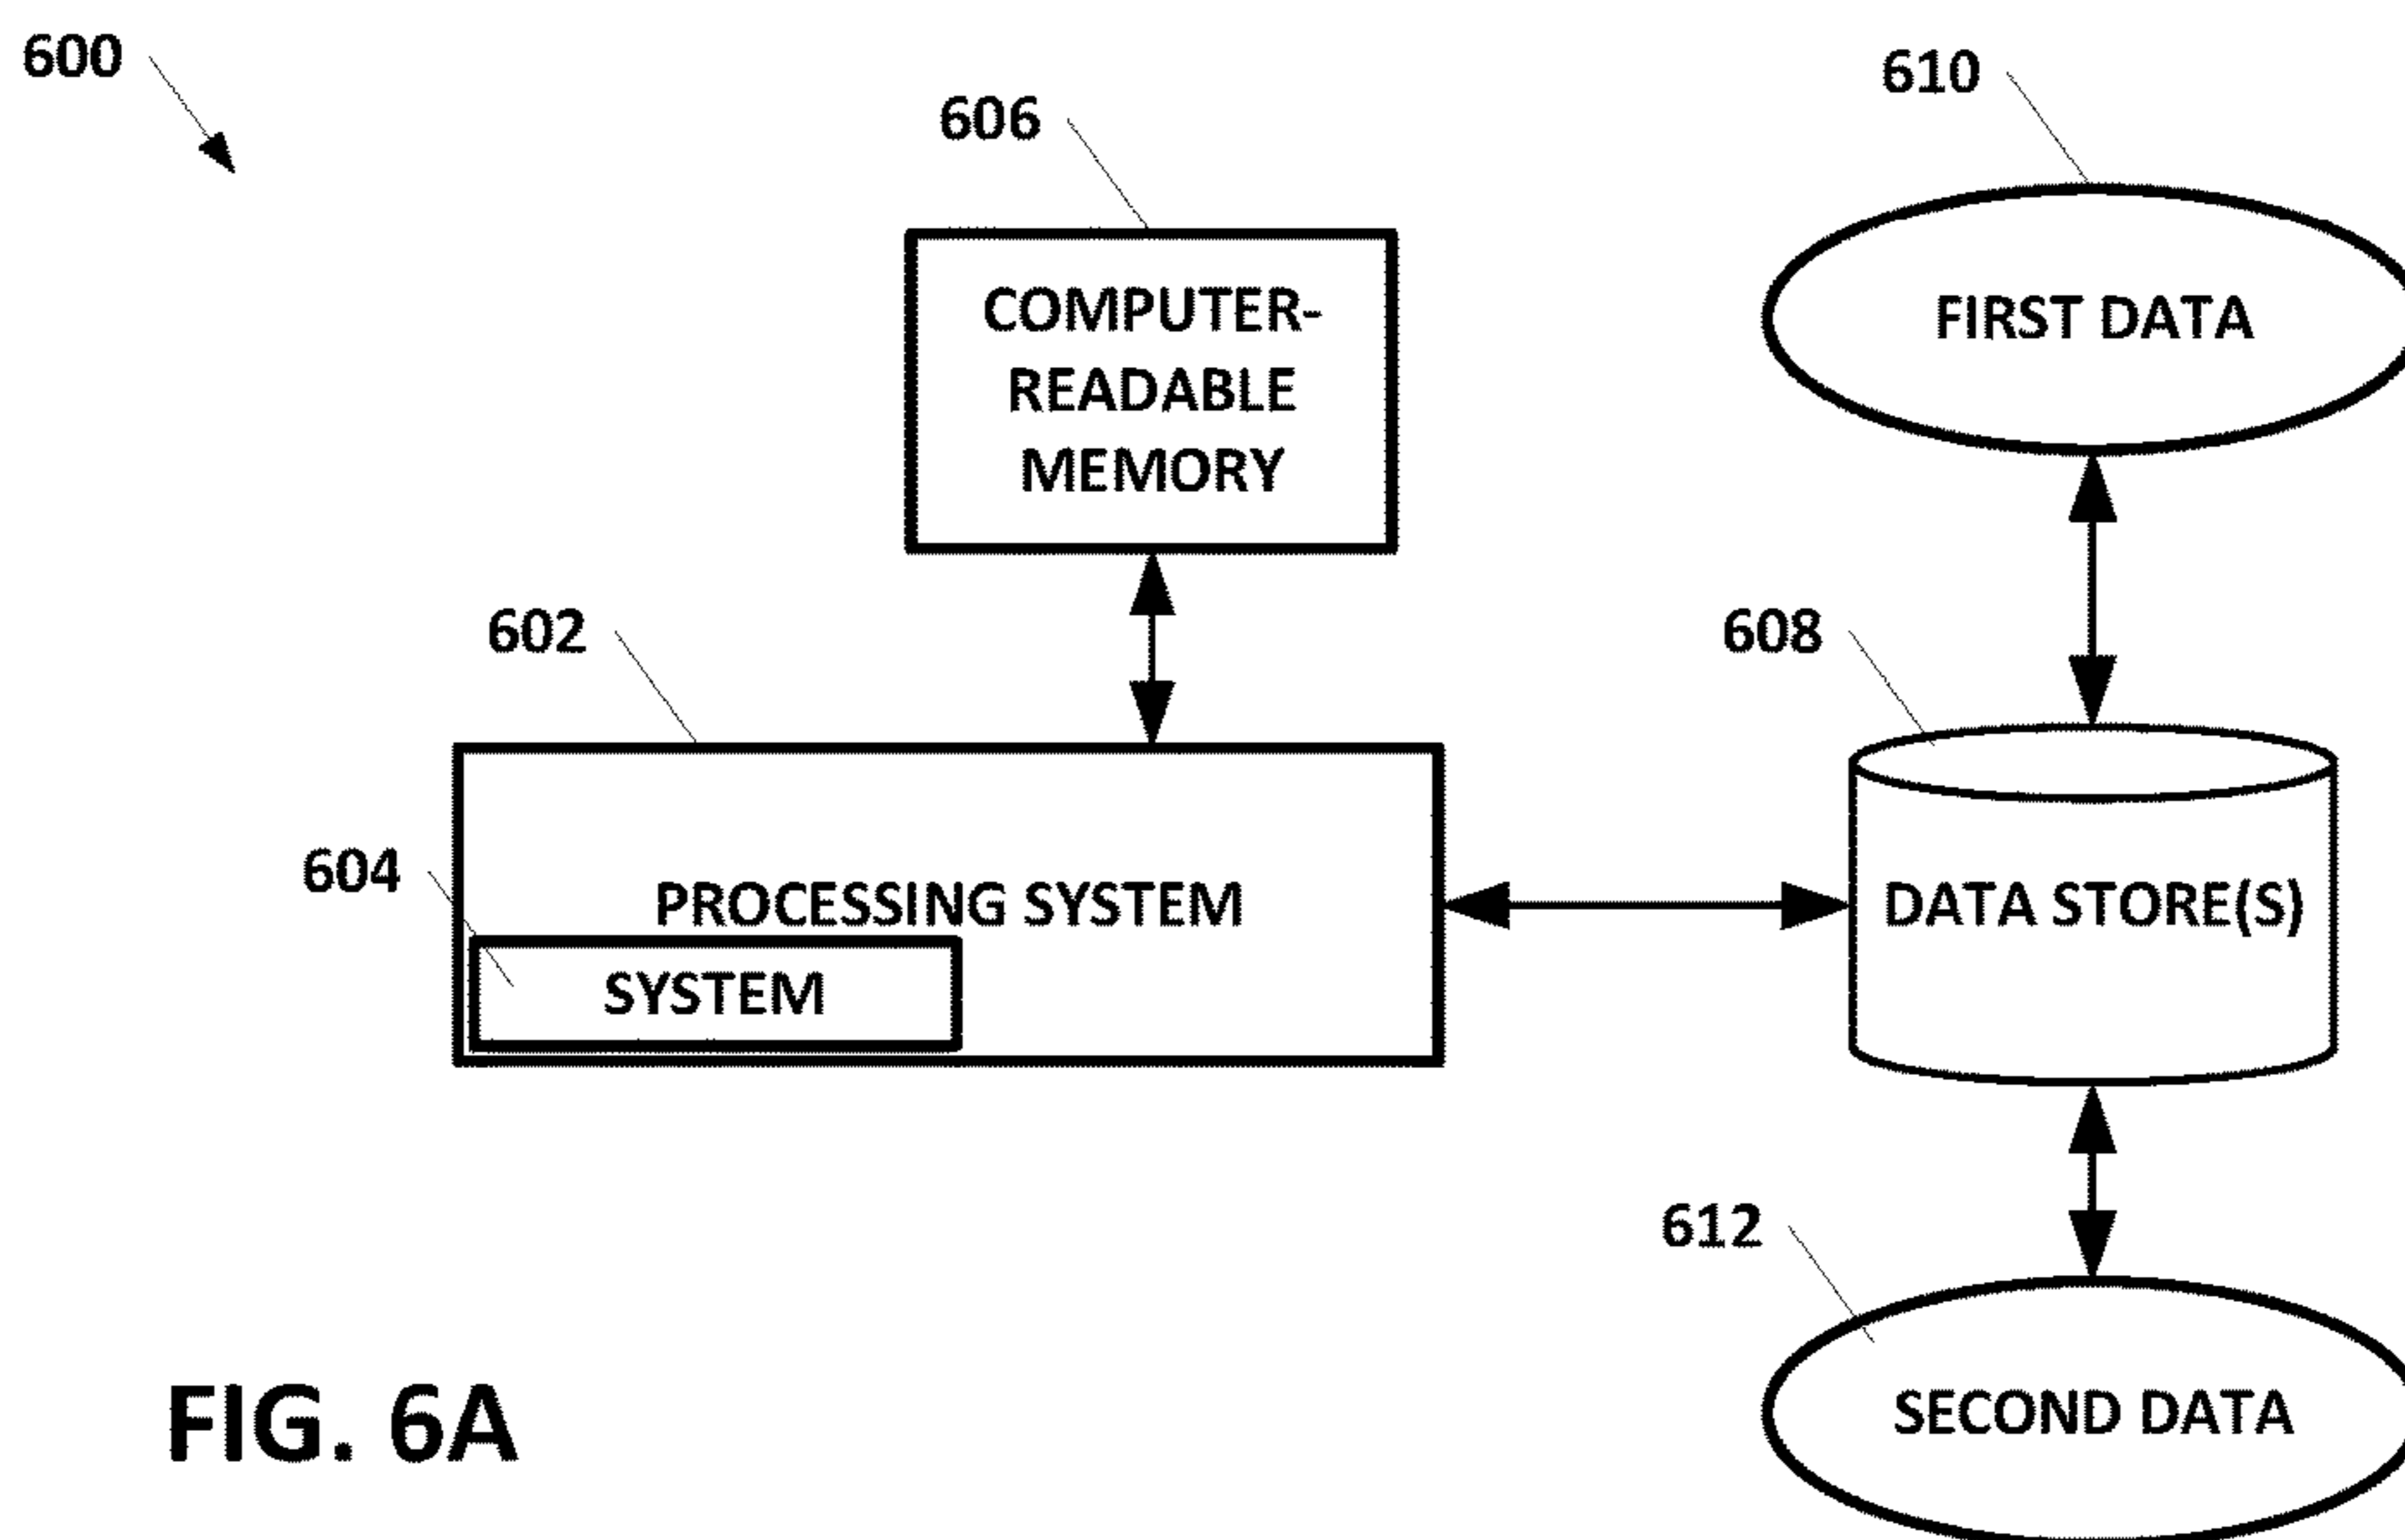 600
606
610
COMPUTER-
READABLE
MEMORY
FIRST DATA
602
608
604
PROCESSING SYSTEM
DATA STORE(S)
SYSTEM
612
FIG. 6A
SECOND DATA